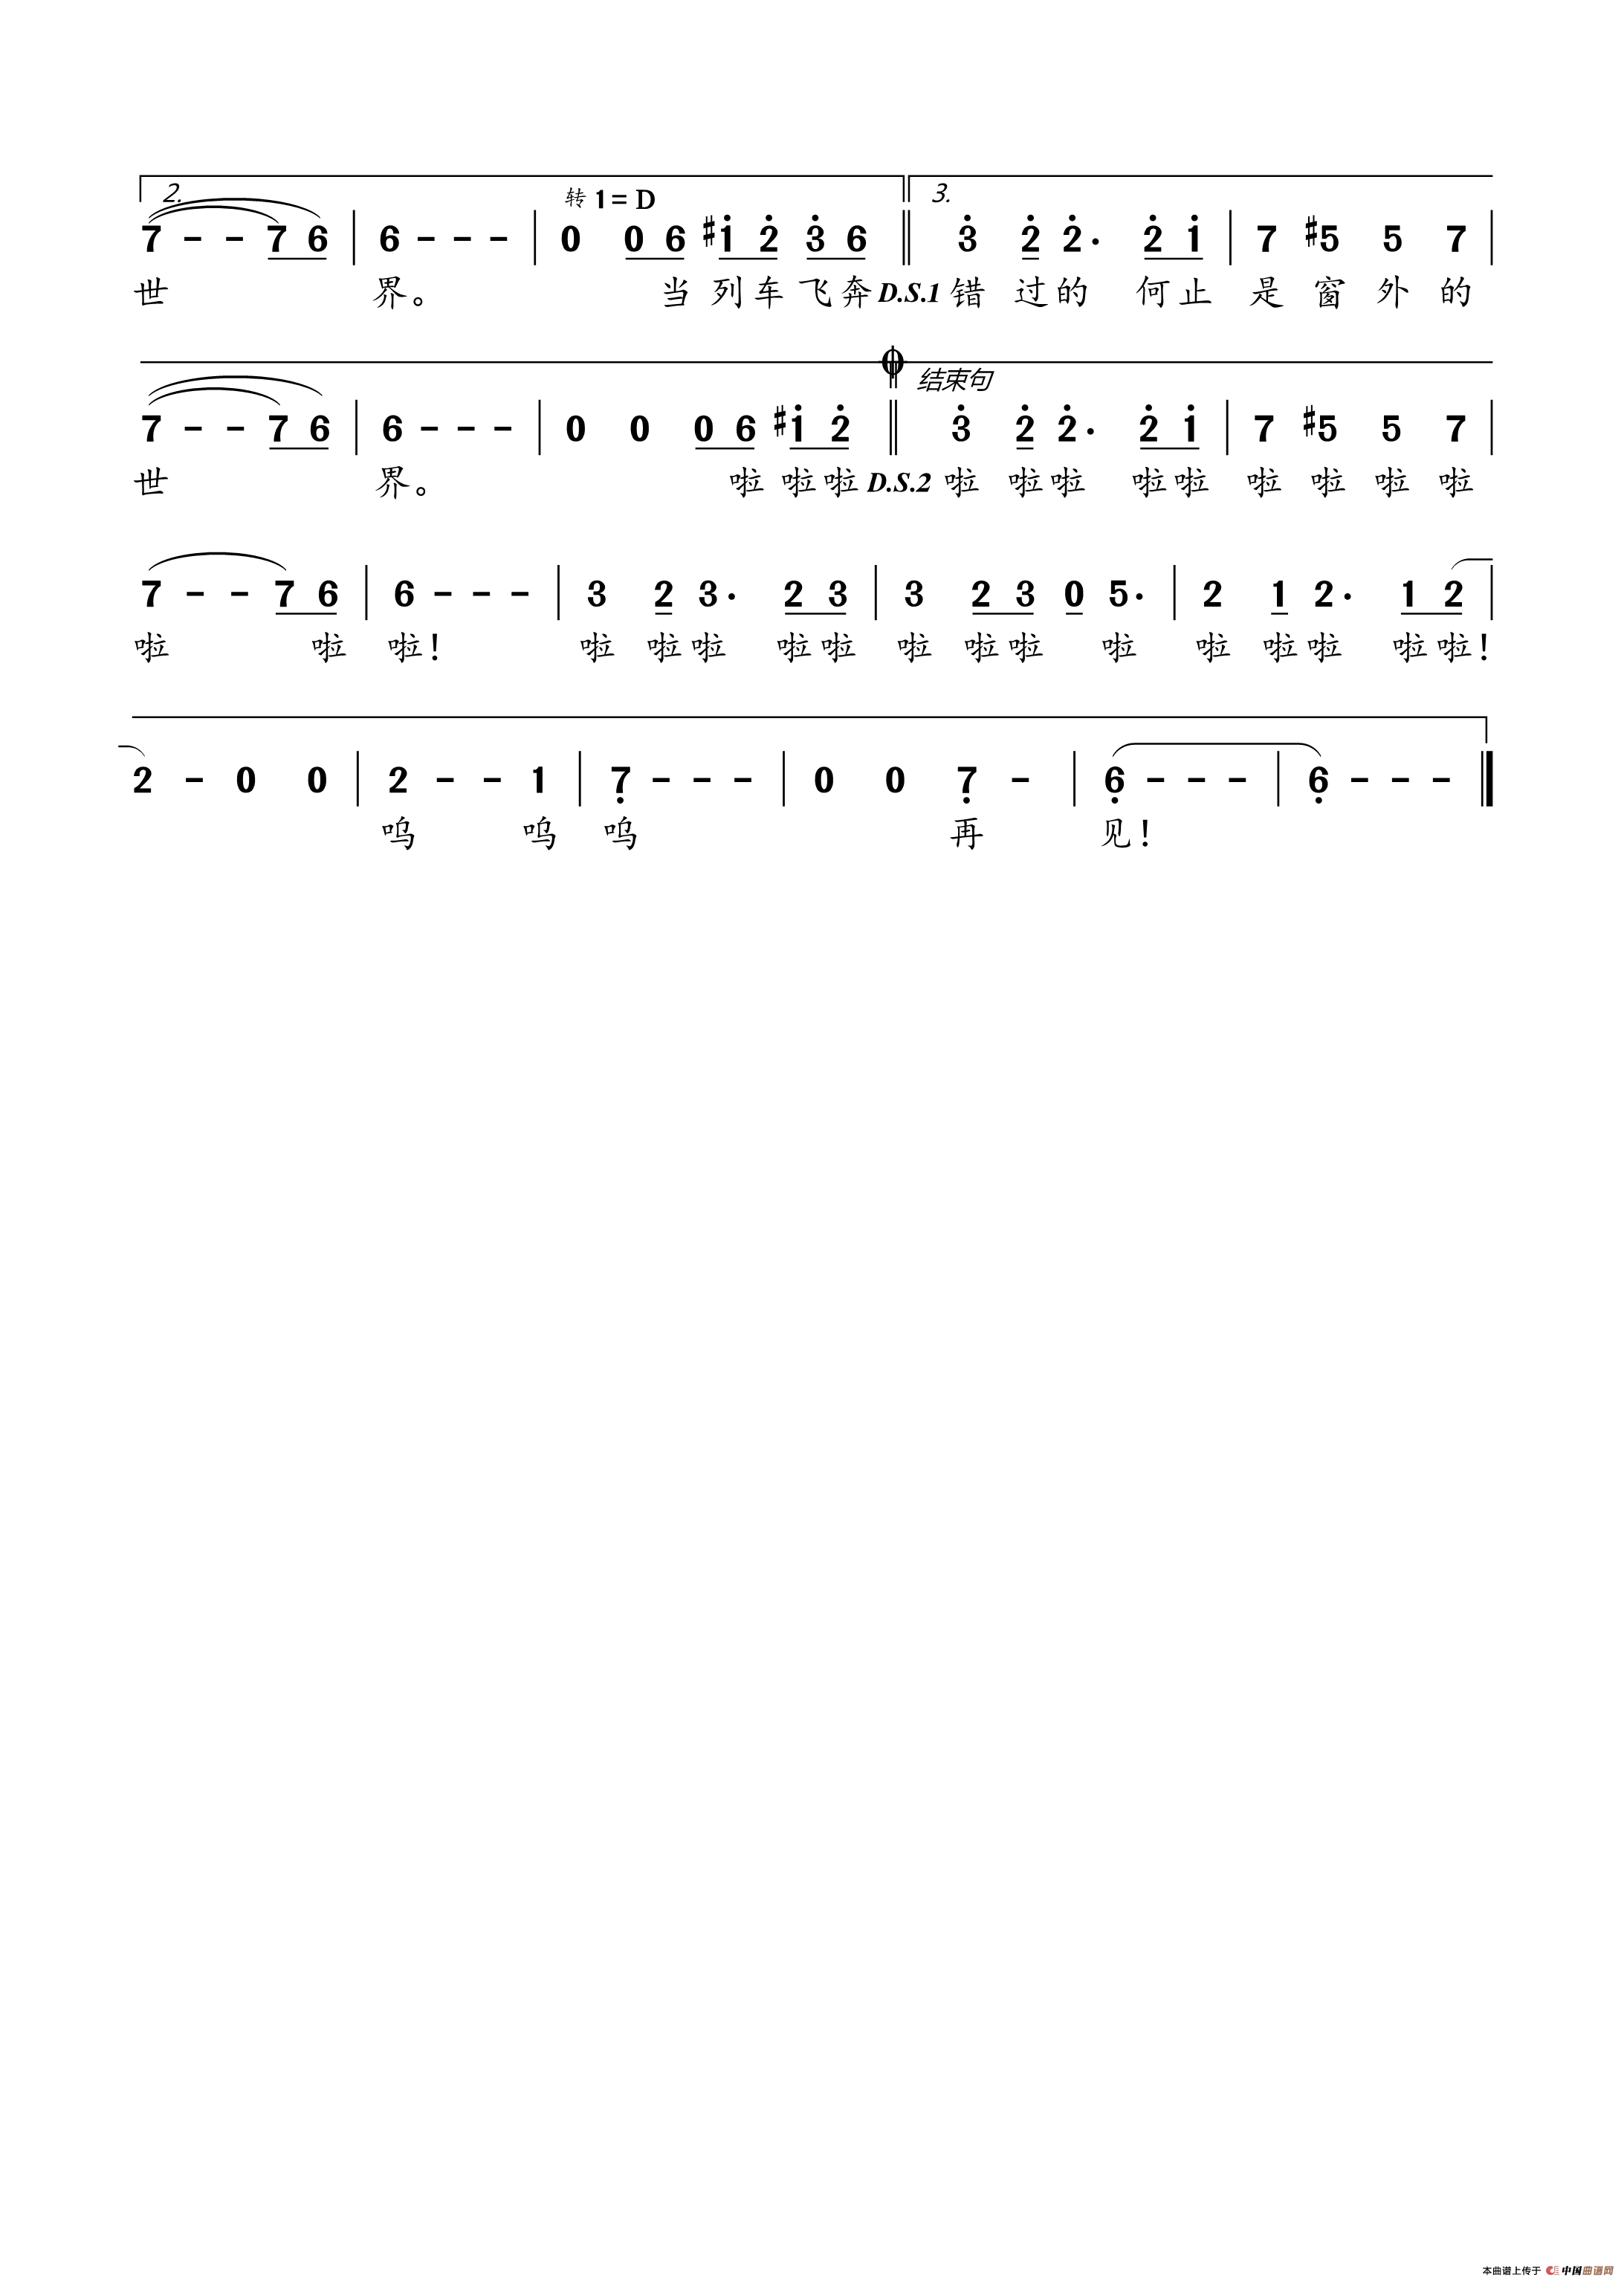 2. 转 1= D 3.
7 - - 7 6 | 6 - - - | 0 0 6 #1 2 3 6 || 3 2 2. 2 1 | 7 #5 5 7 |
世 界。 当 列 车 飞 奔 D.S.1 错 过 的 何 止 是 窗 外 的
结束句
7 - - 7 6 | 6 - - - | 0 0 0 6 #1 2 || 3 2 2. 2 1 | 7 #5 5 7 |
世 界。 啦 啦 啦 D.S.2 啦 啦 啦 啦 啦 啦 啦 啦 啦
7 - - 7 6 | 6 - - - | 3 2 3. 2 3 | 3 2 3 0 5. | 2 1 2. 1 2 |
啦 啦 啦! 啦 啦 啦 啦 啦 啦 啦 啦 啦 啦 啦 啦 啦 啦!
2 - 0 0 | 2 - - 1 | 7 - - - | 0 0 7 - | 6 - - - | 6 - - - ||
呜 呜 呜 再 见!
本曲谱上传于 中国曲谱网